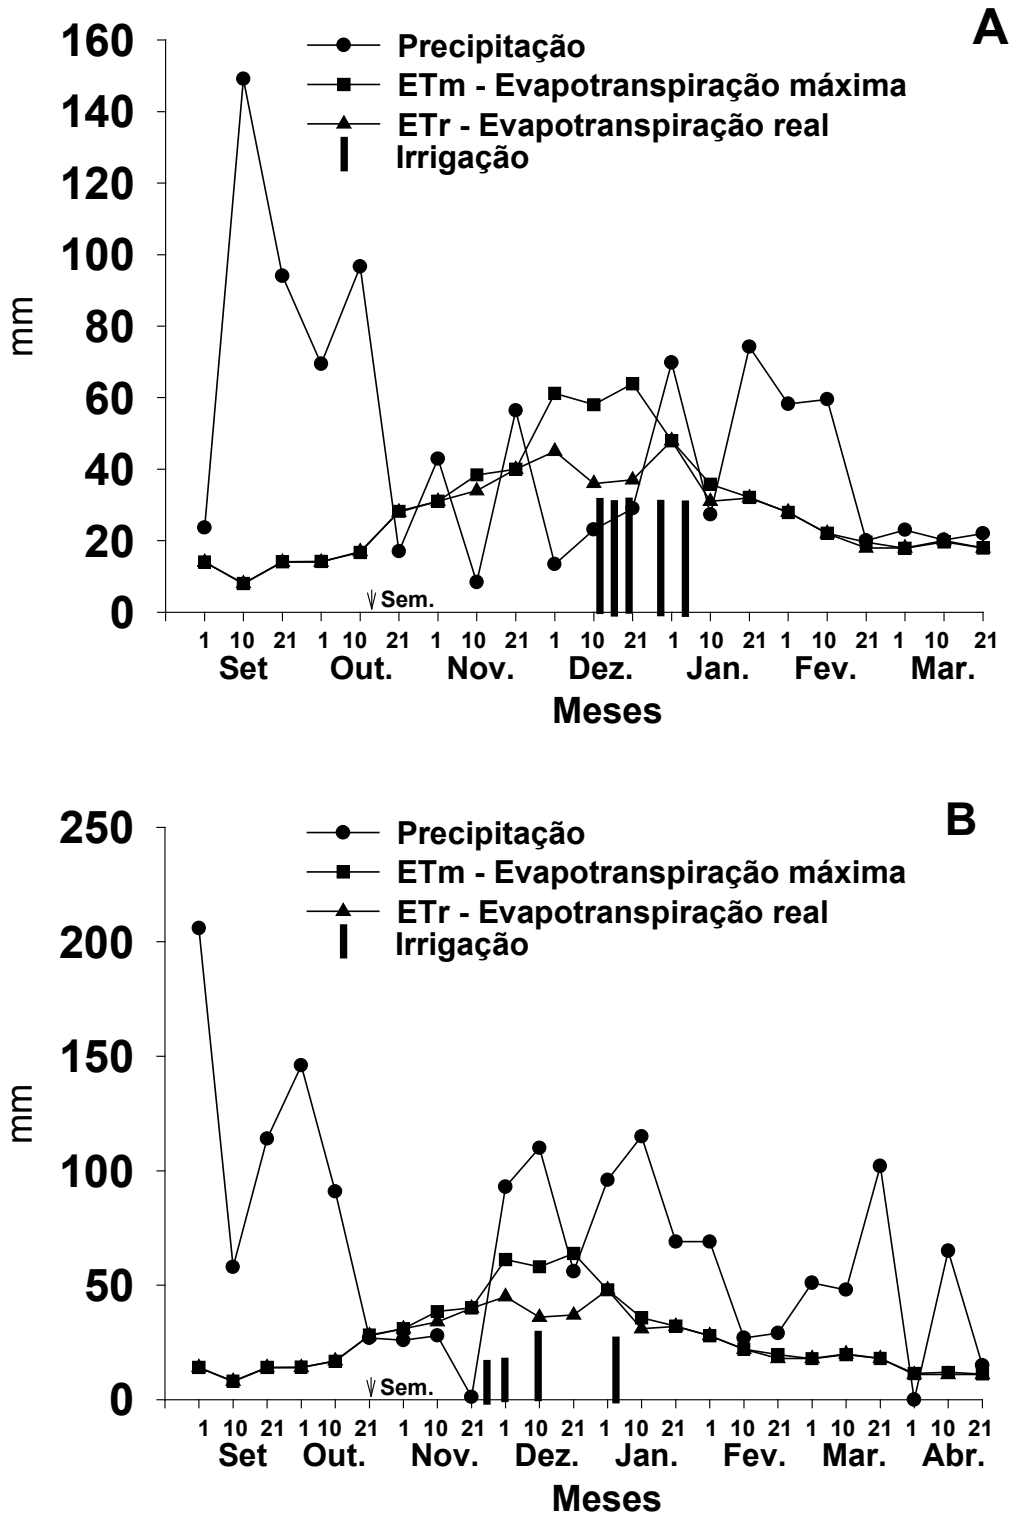 A
160
Precipitação
ETm - Evapotranspiração máxima
140
ETr - Evapotranspiração real
Irrigação
120
100
80
mm
60
40
20
Sem.
0
1 10 21 1 10 21 1 10 21 1 10 21 1 10 21 1 10 21 1 10 21
Set Out. Nov. Dez. Jan. Fev. Mar.
Meses
B
250
Precipitação
ETm - Evapotranspiração máxima
ETr - Evapotranspiração real
Irrigação
200
150
mm
100
50
Sem.
0
1 10 21 1 10 21 1 10 21 1 10 21 1 10 21 1 10 21 1 10 21 1 10 21
Set Out. Nov. Dez. Jan. Fev. Mar. Abr.
Meses